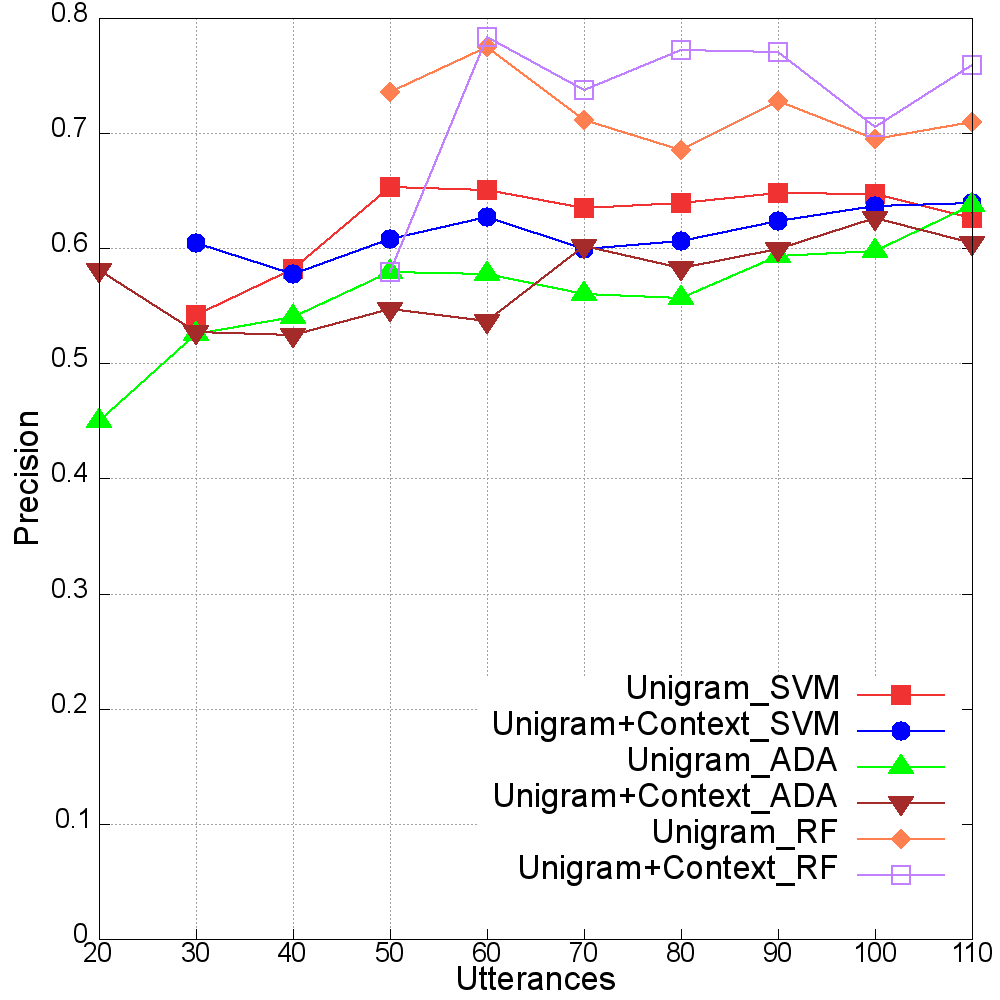 0.8
0.7
0.6
0.5
0.4
0.3
0.2
0.1
0
Precision
Unigram_SVM
Unigram+Context_SVM
Unigram_ADA
Unigram+Context_ADA
Unigram_RF
Unigram+Context_RF
20 30 40 50 60 70 80 90 100 110
Utterances